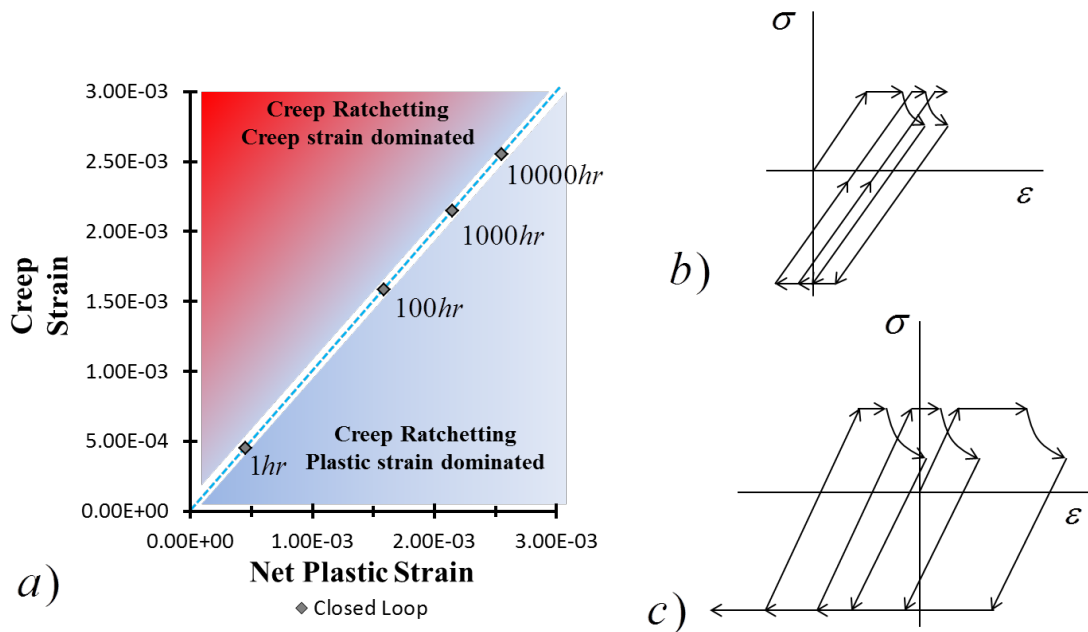 3.00E-03
2.50E-03
2.00E-03
1.50E-03
1.00E-03
5.00E-04
0.00E+00
Creep
Strain
Creep Ratchetting
Creep strain dominated
10000hr
1000hr
100hr
1hr
Creep Ratchetting
Plastic strain dominated
0.00E+00 1.00E-03 2.00E-03 3.00E-03
Net Plastic Strain
Closed Loop
a)
σ
ε
b)
σ
ε
c)